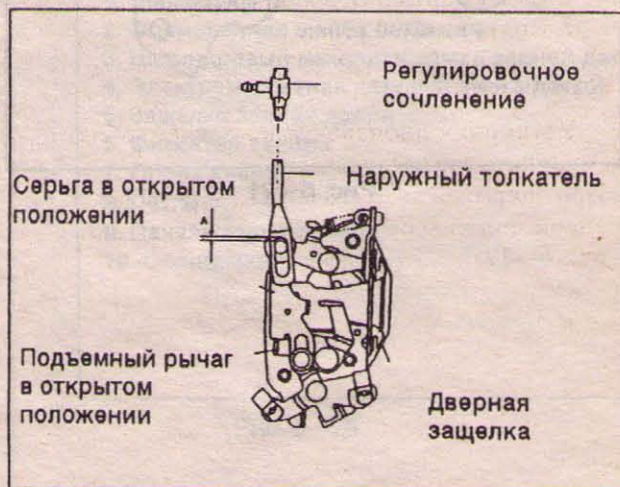 Регулировочное
сочленение
Наружный толкатель
Серьга в открытом
положении
A
Подъемный рычаг
в открытом
положении
Дверная
защелка